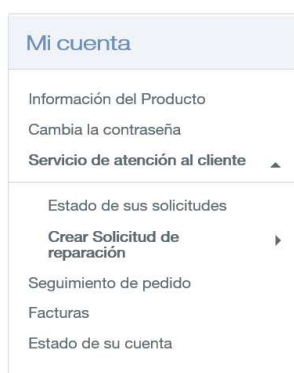 Mi cuenta
Información del Producto
Cambia la contraseña
Servicio de atención al cliente
Estado de sus solicitudes
Crear Solicitud de
reparación
Seguimiento de pedido
Facturas
Estado de su cuenta